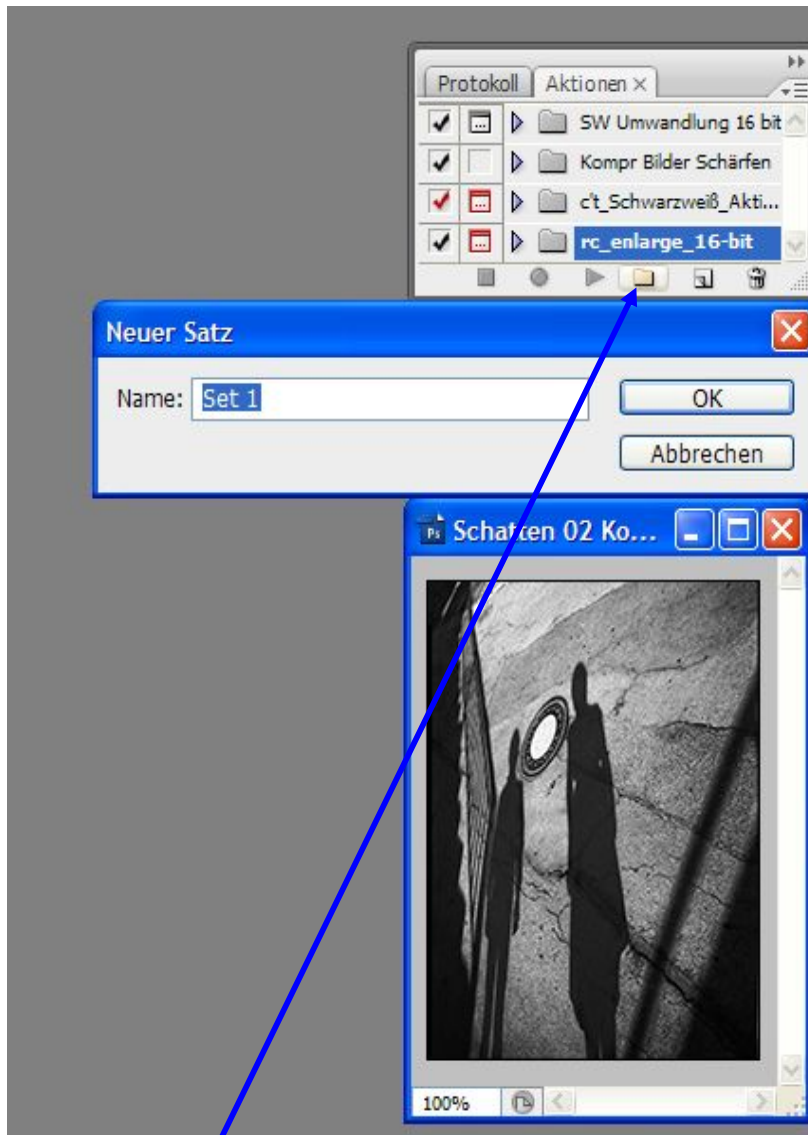 Protokoll Aktionen ×
SW Umwandlung 16 bit
Kompr Bilder Schärfen
c't_Schwarzweiß_Akti...
rc_enlarge_16-bit
Neuer Satz
Name: Set 1 OK
Abbrechen
Ps Schatten 02 Ko...
100%